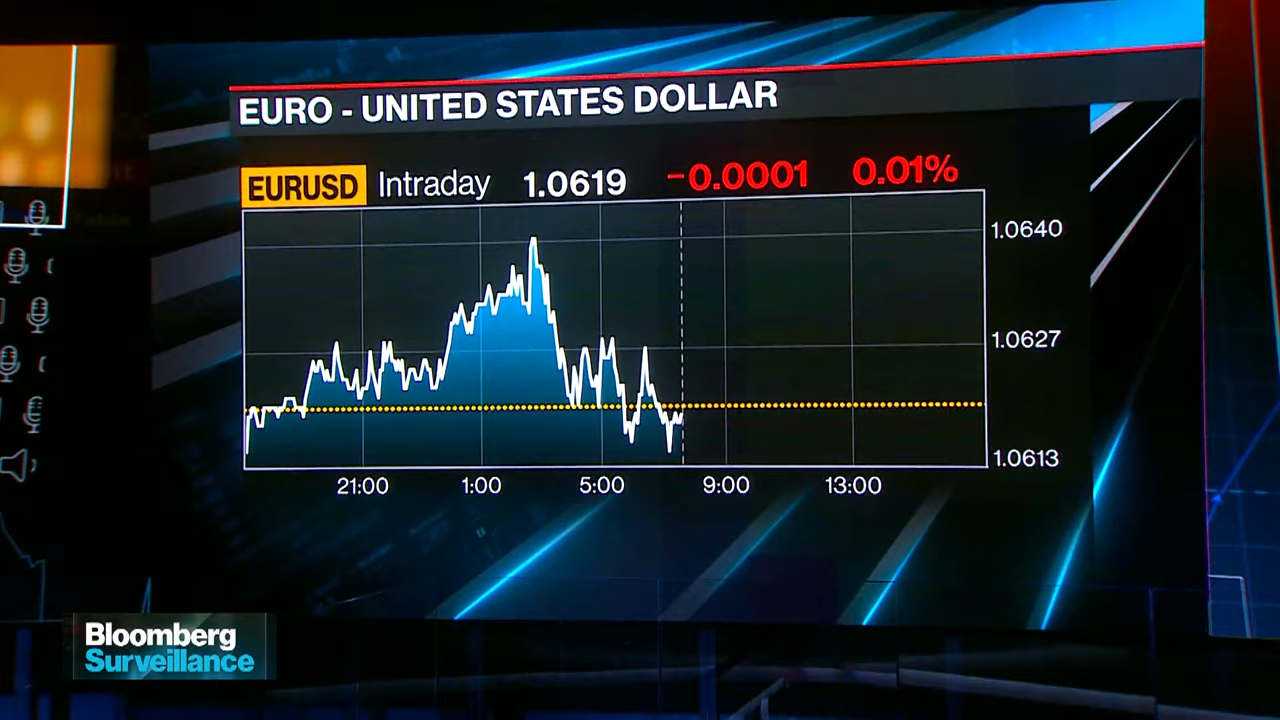 EURO - UNITED STATES DOLLAR
EURUSD Intraday 1.0619 -0.0001 0.01%
1.0640
1.0627
1.0613
21:00 1:00 5:00 9:00 13:00
Bloomberg
Surveillance